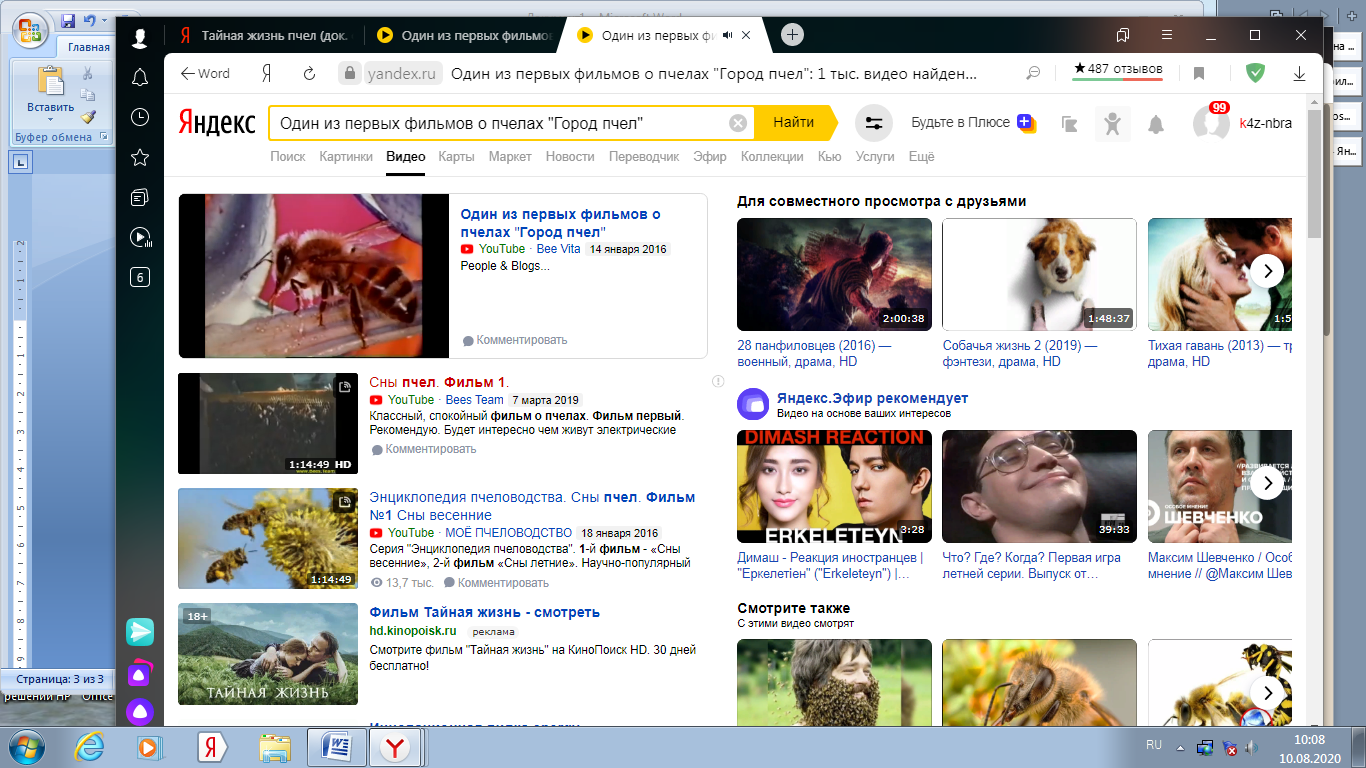 Главная
Вставить
Буфер обмена
Страница: 3 из 3
решений HP Office
Я Тайная жизнь пчел (док.
Один из первых фильмов
Один из первых фи
Word
Я
yandex.ru
Один из первых фильмов о пчелах "Город пчел": 1 тыс. видео найден...
★487 отзывов
6
Яндекс
Один из первых фильмов о пчелах "Город пчел"
Найти
Будьте в Плюсе
99
k4z-nbra
Поиск Картинки Видео Карты Маркет Новости Переводчик Эфир Коллекции Кью Услуги Ещё
Один из первых фильмов о
пчелах "Город пчел"
YouTube · Bee Vita 14 января 2016
People & Blogs...
Комментировать
1:14:49 HD
www.bees.team
Сны пчел. Фильм 1.
YouTube · Bees Team 7 марта 2019
Классный, спокойный фильм о пчелах. Фильм первый.
Рекомендую. Будет интересно чем живут электрические
Комментировать
1:14:49
Энциклопедия пчеловодства. Сны пчел. Фильм
№1 Сны весенние
YouTube · МОЁ ПЧЕЛОВОДСТВО 18 января 2016
Серия "Энциклопедия пчеловодства". 1-й фильм - «Сны
весенние», 2-й фильм «Сны летние». Научно-популярный
13,7 тыс. Комментировать
18+
ТАЙНАЯ ЖИЗНЬ
Фильм Тайная жизнь - смотреть
hd.kinopoisk.ru реклама
Смотрите фильм "Тайная жизнь" на КиноПоиск HD. 30 дней
бесплатно!
Для совместного просмотра с друзьями
2:00:38
1:48:37
1:5
28 панфиловцев (2016) —
военный, драма, HD
Собачья жизнь 2 (2019) —
фэнтези, драма, HD
Тихая гавань (2013) — тр
драма, HD
Яндекс.Эфир рекомендует
Видео на основе ваших интересов
DIMASH REACTION
ERKELETEYN
3:28
39:33
ОСОБОЕ МНЕНИЕ
ШЕВЧЕНКО
Димаш - Реакция иностранцев |
"Еркелетіен" ("Erkeleteyn") |...
Что? Где? Когда? Первая игра
летней серии. Выпуск от...
Максим Шевченко / Особ
мнение // @Максим Шев
Смотрите также
С этими видео смотрят
RU
10:08
10.08.2020